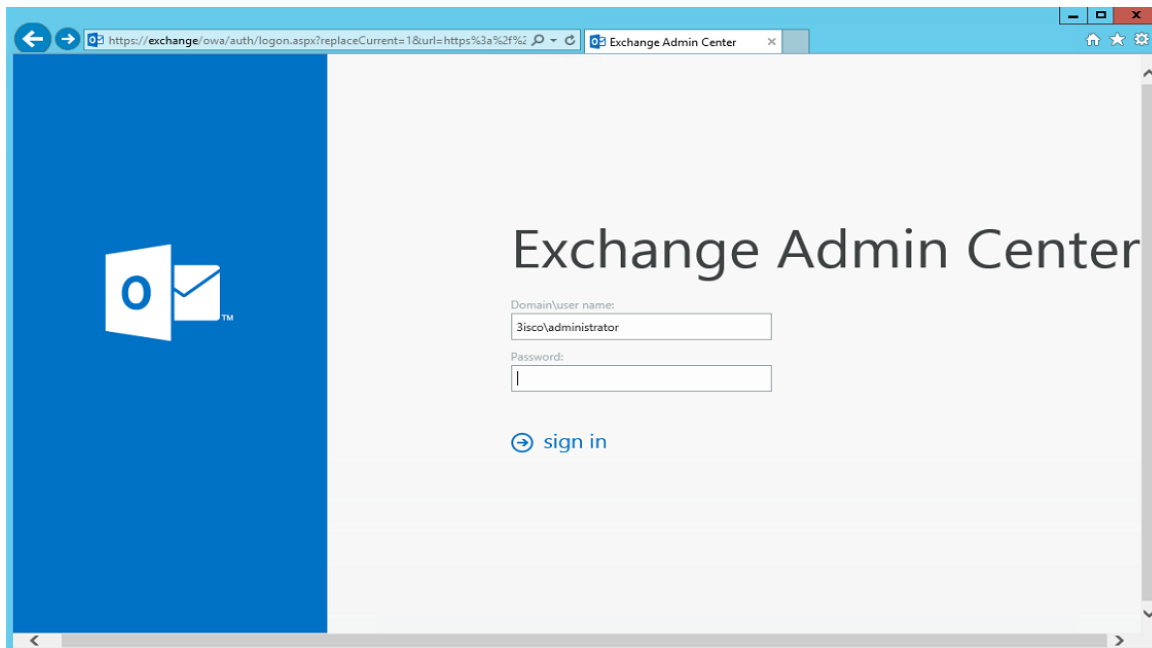 https://exchange/owa/auth/logon.aspx?replaceCurrent=1&url=https%3a%2f%2
Exchange Admin Center
Exchange Admin Center
Domain\user name:
3isco\administrator
Password:
sign in
O
TM